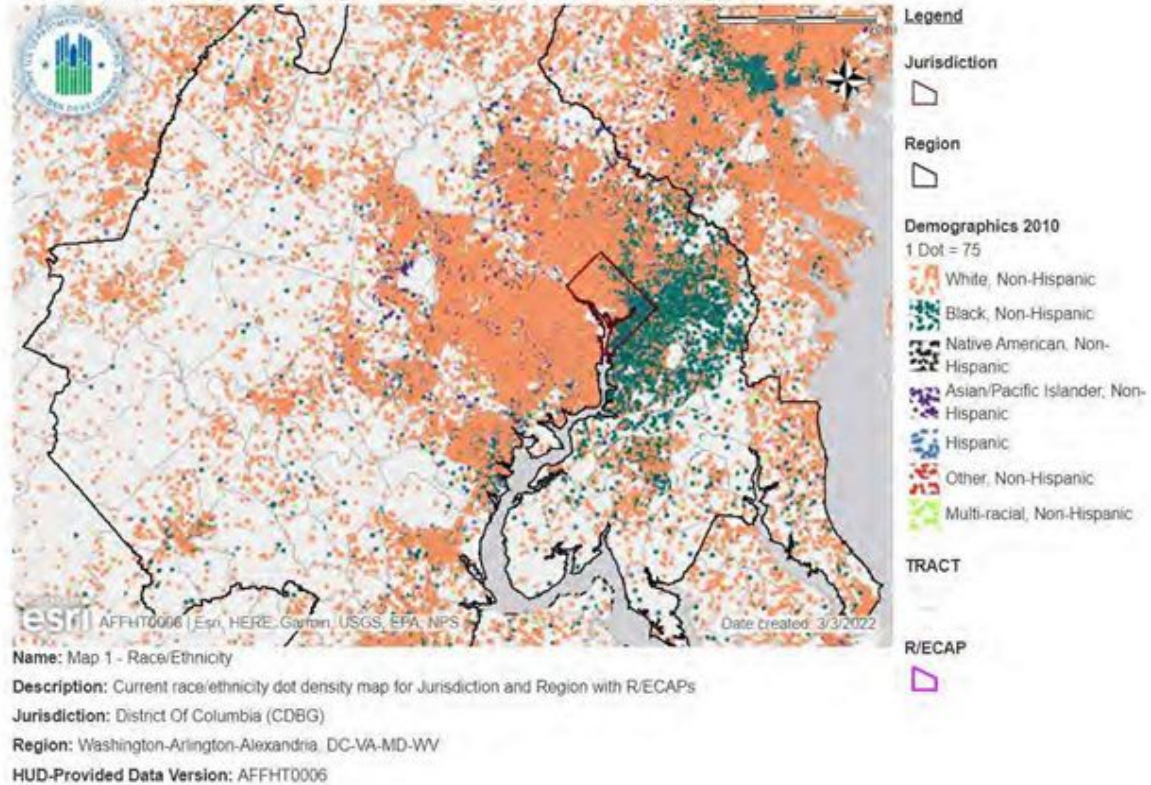 Legend
Jurisdiction
Region
Demographics 2010
1 Dot = 75
White, Non-Hispanic
Black, Non-Hispanic
Native American, Non-
Hispanic
Asian/Pacific Islander, Non-
Hispanic
Hispanic
Other, Non-Hispanic
Multi-racial, Non-Hispanic
TRACT
R/ECAP
N
esri AFFHT0006 | Esri, HERE, Garmin, USGS, EPA, NPS
Date created: 3/3/2022
Name: Map 1 - Race/Ethnicity
Description: Current race/ethnicity dot density map for Jurisdiction and Region with R/ECAPs
Jurisdiction: District Of Columbia (CDBG)
Region: Washington-Arlington-Alexandria, DC-VA-MD-WV
HUD-Provided Data Version: AFFHT0006